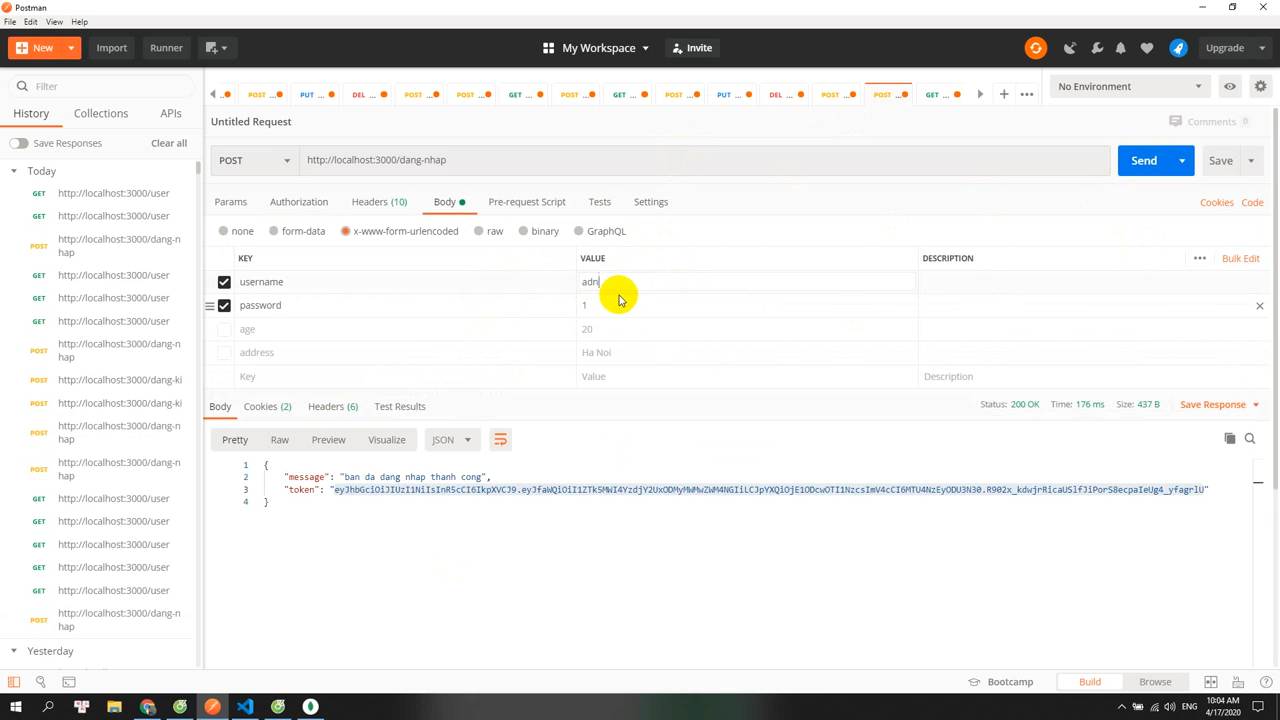 Postman
File Edit View Help
New Import Runner My Workspace Invite Upgrade
Filter
History Collections APIs
Save Responses Clear all
Today
GET http://localhost:3000/user
GET http://localhost:3000/user
POST http://localhost:3000/dang-n
hap
GET http://localhost:3000/user
GET http://localhost:3000/user
GET http://localhost:3000/user
POST http://localhost:3000/dang-n
hap
POST http://localhost:3000/dang-ki
POST http://localhost:3000/dang-ki
POST http://localhost:3000/dang-n
hap
POST http://localhost:3000/dang-n
hap
GET http://localhost:3000/user
GET http://localhost:3000/user
GET http://localhost:3000/user
GET http://localhost:3000/user
GET http://localhost:3000/user
POST http://localhost:3000/dang-n
hap
Yesterday
... POST ... PUT ... DEL ... POST ... POST ... GET ... POST ... GET ... POST ... PUT ... DEL ... POST ... POST ... GET ...
No Environment
Untitled Request Comments 0
POST http://localhost:3000/dang-nhap Send Save
Params Authorization Headers (10) Body Pre-request Script Tests Settings Cookies Code
none form-data x-www-form-urlencoded raw binary GraphQL
KEY VALUE DESCRIPTION ... Bulk Edit
username adn
password 1
age 20
address Ha Noi
Key Value Description
Body Cookies (2) Headers (6) Test Results Status: 200 OK Time: 176 ms Size: 437 B Save Response
Pretty Raw Preview Visualize JSON
1 {
2 "message": "ban da dang nhap thanh cong",
3 "token":
4 }
Bootcamp Build Browse
ENG 10:04 AM
4/17/2020